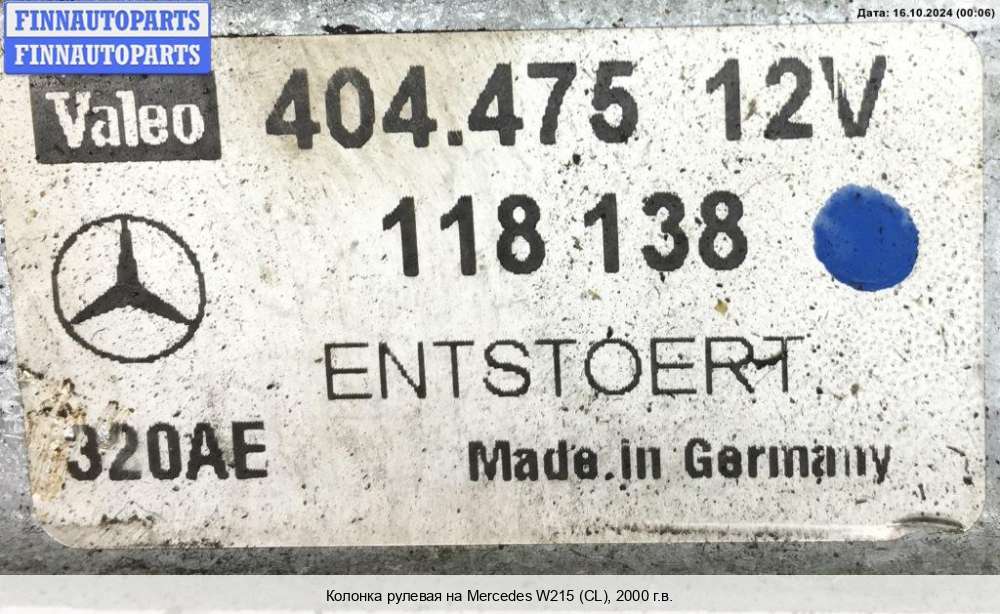 FINNAUTOPARTS
FINNAUTOPARTS
Дата: 16.10.2024 (00:06)
Valeo 404.475 12V
118 138
ENTSTOERT
320AE Made in Germany
Колонка рулевая на Mercedes W215 (CL), 2000 г.в.